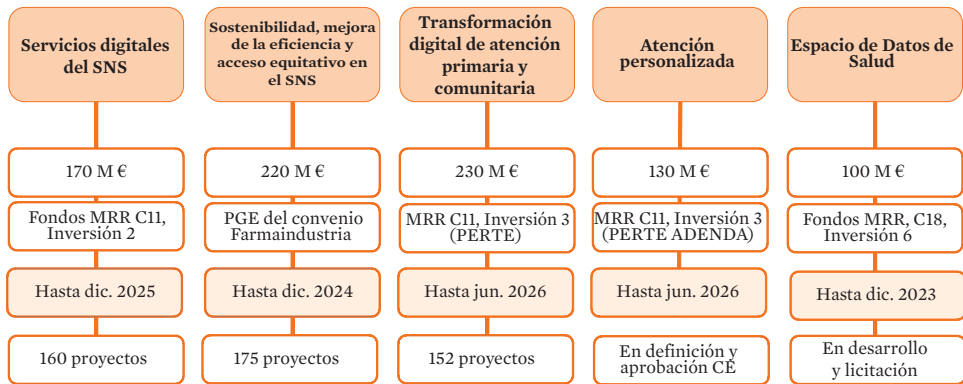 Servicios digitales
del SNS
Sostenibilidad, mejora
de la eficiencia y
acceso equitativo en
el SNS
Transformación
digital de atención
primaria y
comunitaria
Atención
personalizada
Espacio de Datos de
Salud
170 M €
220 M €
230 M €
130 M €
100 M €
Fondos MRR C11,
Inversión 2
PGE del convenio
Farmaindustria
MRR C11, Inversión 3
(PERTE)
MRR C11, Inversión 3
(PERTE ADENDA)
Fondos MRR, C18,
Inversión 6
Hasta dic. 2025
Hasta dic. 2024
Hasta jun. 2026
Hasta jun. 2026
Hasta dic. 2023
160 proyectos
175 proyectos
152 proyectos
En definición y
aprobación CE
En desarrollo
y licitación